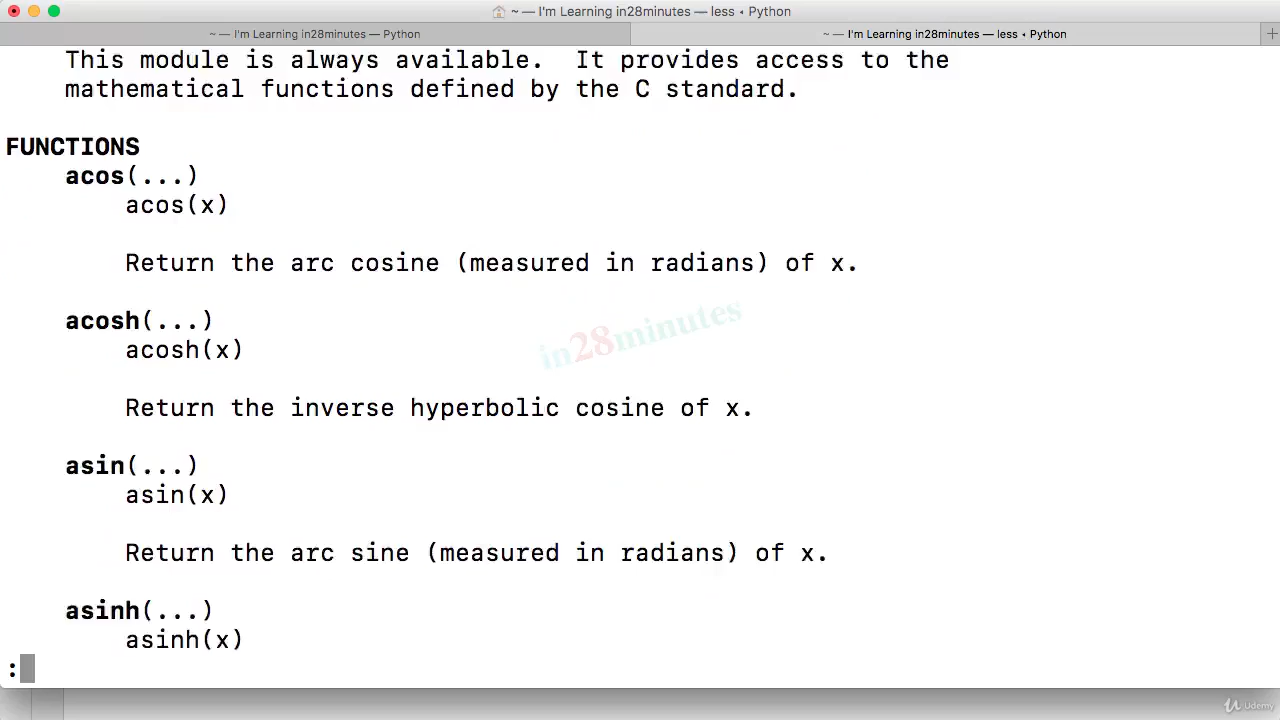 ~ — I'm Learning in28minutes — less ◂ Python
~ — I'm Learning in28minutes — Python
~ — I'm Learning in28minutes — less ◂ Python
This module is always available.  It provides access to the
mathematical functions defined by the C standard.
FUNCTIONS
acos(...)
acos(x)
Return the arc cosine (measured in radians) of x.
acosh(...)
acosh(x)
Return the inverse hyperbolic cosine of x.
asin(...)
asin(x)
Return the arc sine (measured in radians) of x.
asinh(...)
asinh(x)
:
in28minutes
Udemy